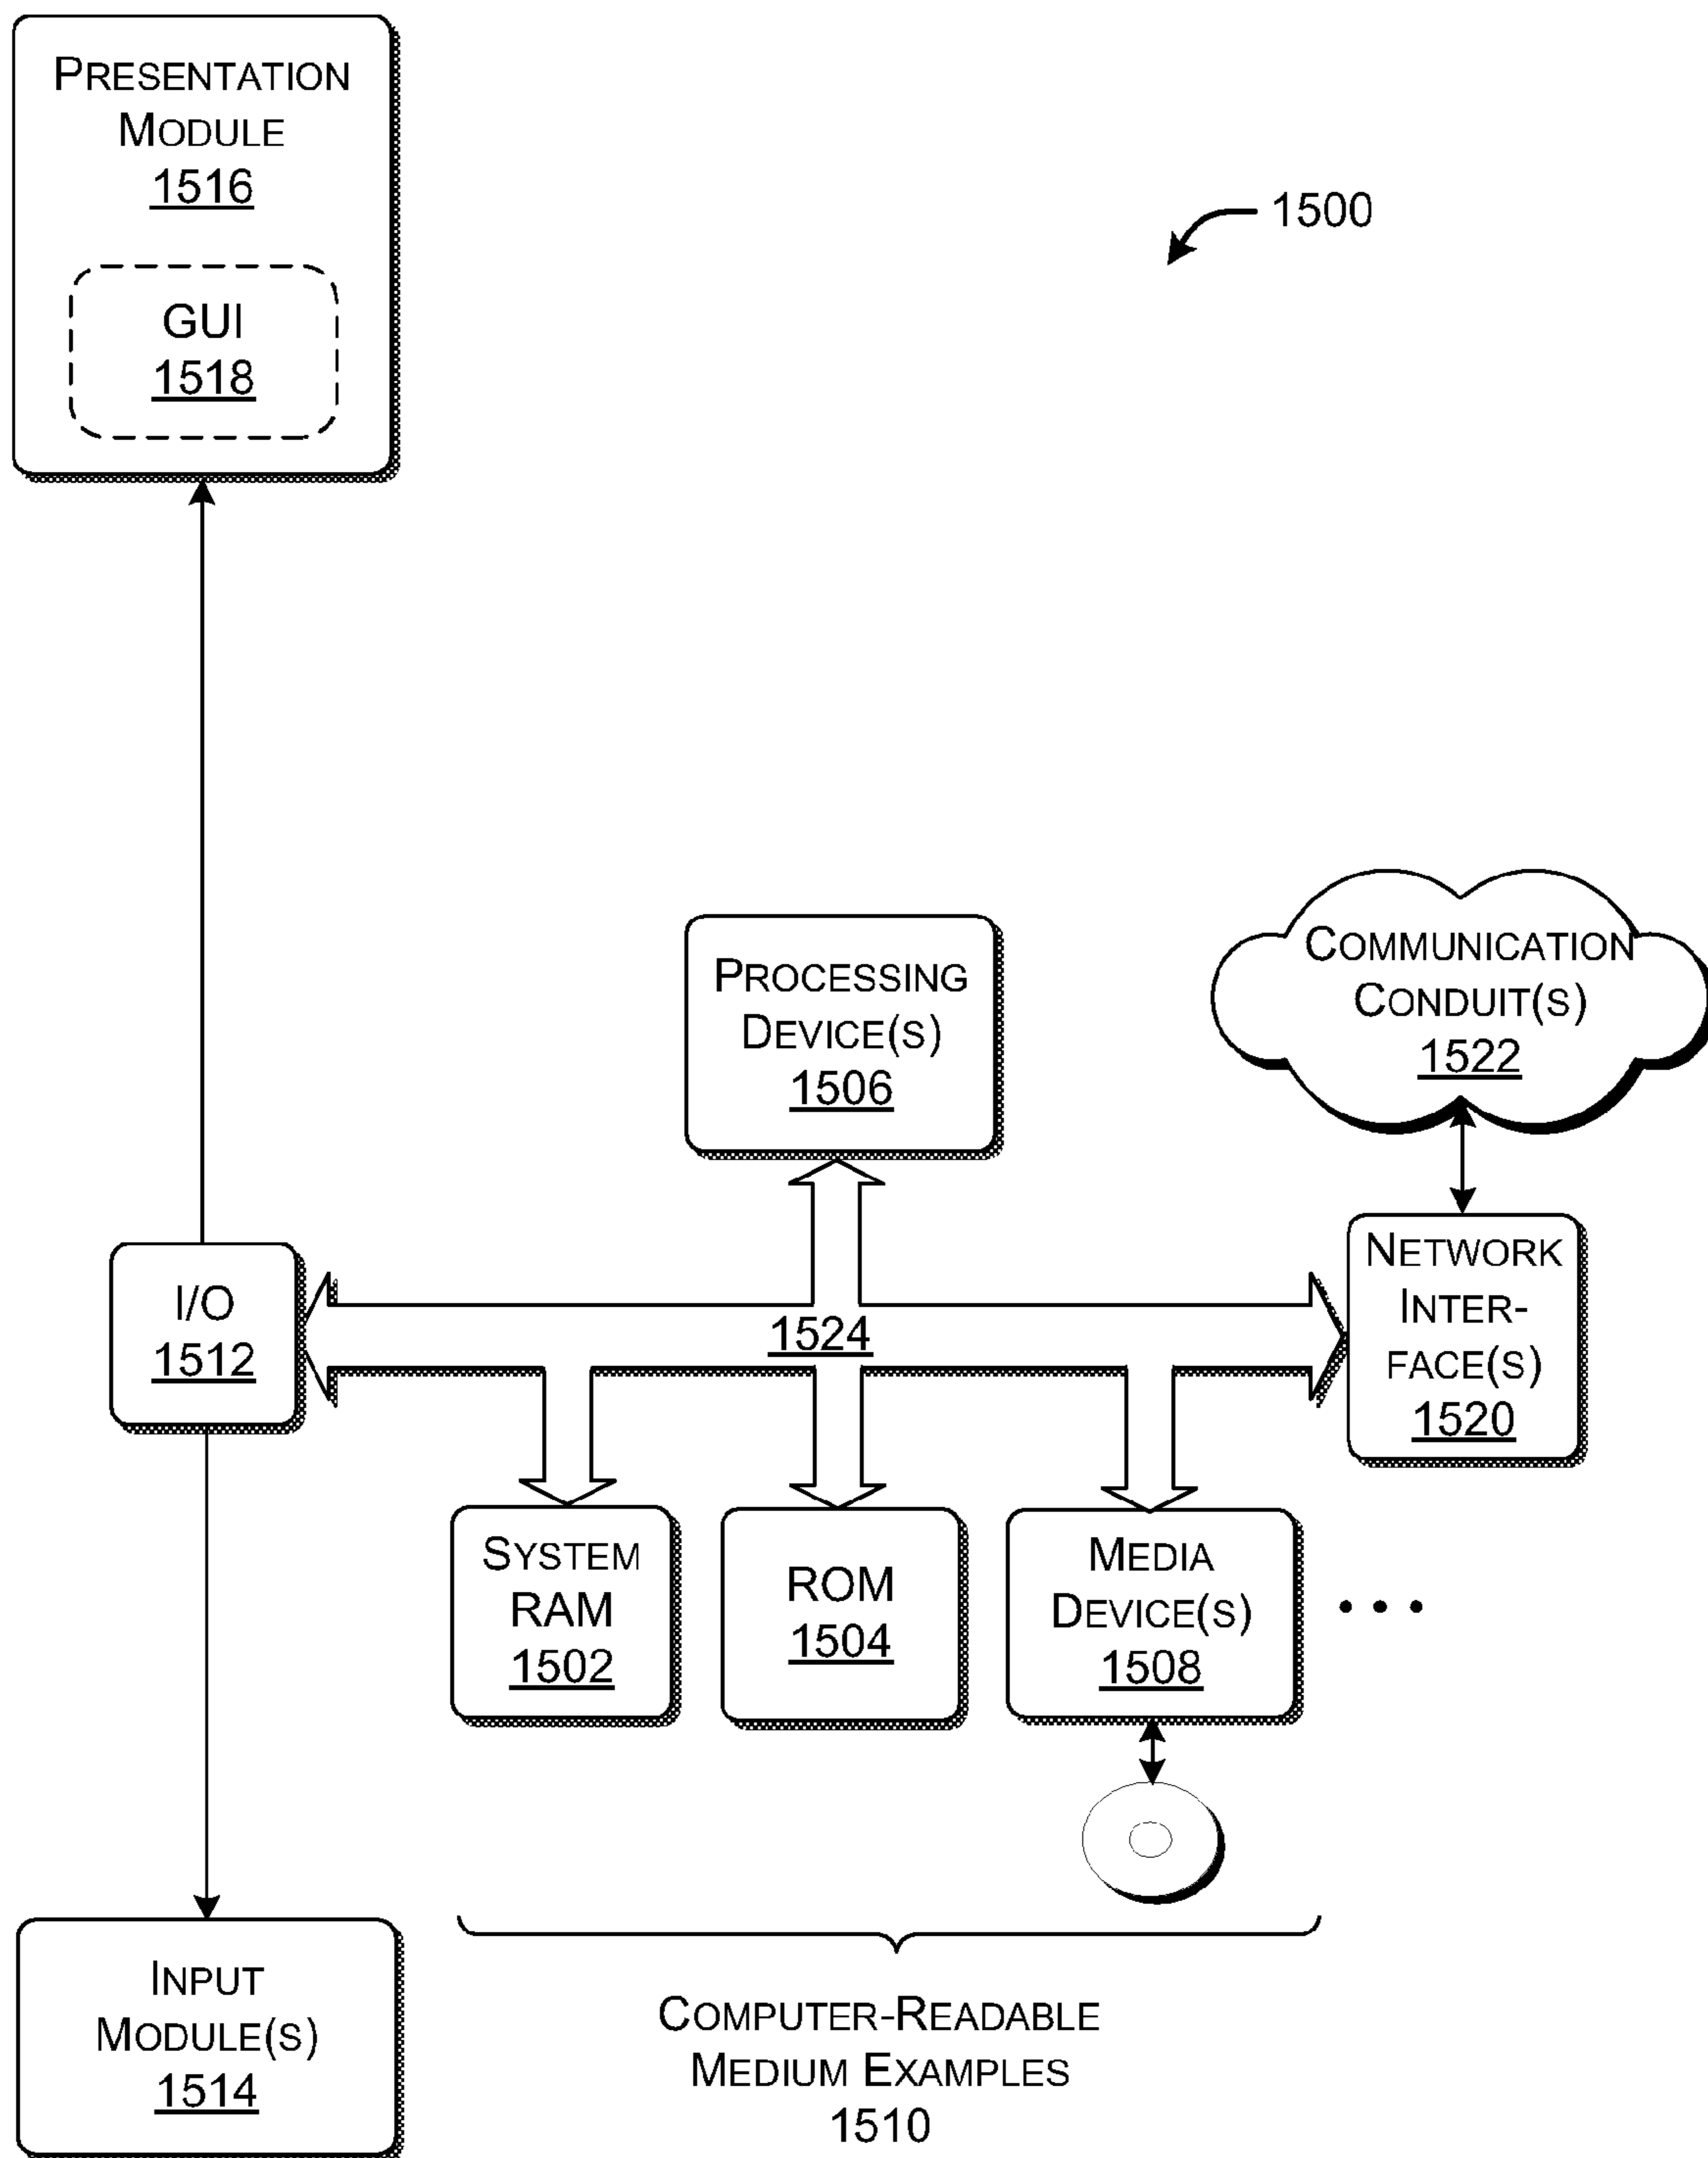 PRESENTATION
MODULE
1516
GUI
1518
1500
PROCESSING
DEVICE(S)
1506
COMMUNICATION
CONDUIT(S)
1522
I/O
1512
1524
NETWORK
INTER-
FACE(S)
1520
SYSTEM
RAM
1502
ROM
1504
MEDIA
DEVICE(S)
1508
• • •
INPUT
MODULE(S)
1514
COMPUTER-READABLE
MEDIUM EXAMPLES
1510